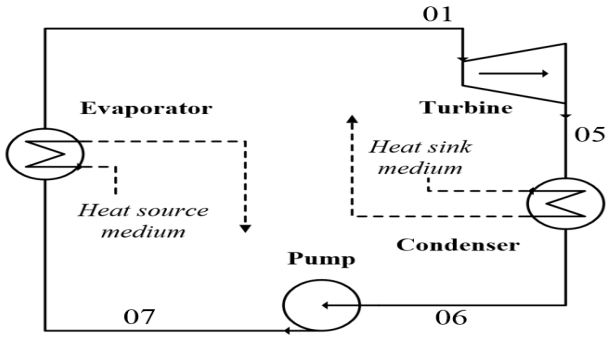 01
Evaporator
Turbine
05
Heat sink
medium
Heat source
medium
Condenser
Pump
07
06